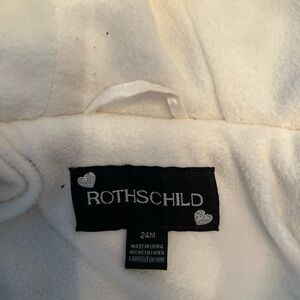 ROTHSCHILD
24M
MADE IN CHINA
HECHO EN CHINA
FABRIQUÉ EN CHINE